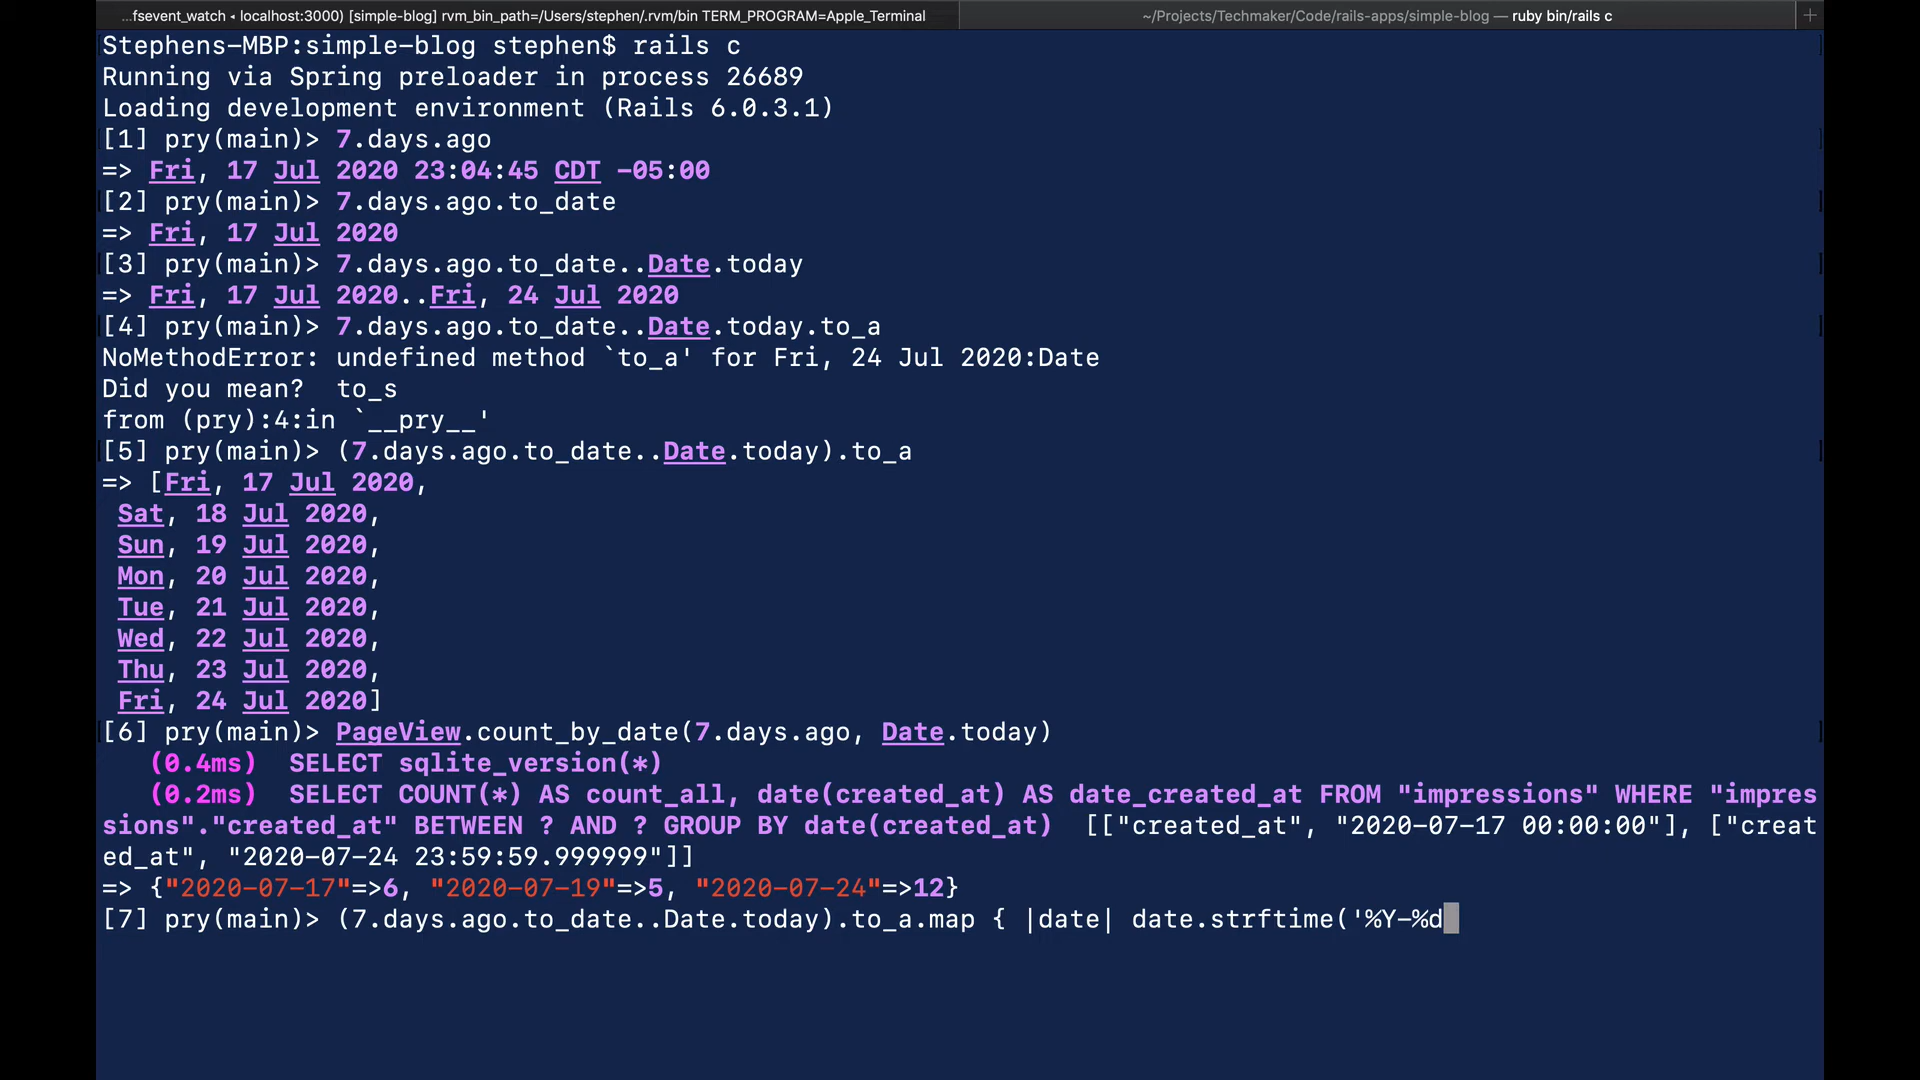 ...fsevent_watch ◂ localhost:3000) [simple-blog] rvm_bin_path=/Users/stephen/.rvm/bin TERM_PROGRAM=Apple_Terminal
~/Projects/Techmaker/Code/rails-apps/simple-blog — ruby bin/rails c
Stephens-MBP:simple-blog stephen$ rails c
Running via Spring preloader in process 26689
Loading development environment (Rails 6.0.3.1)
[1] pry(main)> 7.days.ago
=> Fri, 17 Jul 2020 23:04:45 CDT -05:00
[2] pry(main)> 7.days.ago.to_date
=> Fri, 17 Jul 2020
[3] pry(main)> 7.days.ago.to_date..Date.today
=> Fri, 17 Jul 2020..Fri, 24 Jul 2020
[4] pry(main)> 7.days.ago.to_date..Date.today.to_a
NoMethodError: undefined method `to_a' for Fri, 24 Jul 2020:Date
Did you mean?  to_s
from (pry):4:in `__pry__'
[5] pry(main)> (7.days.ago.to_date..Date.today).to_a
=> [Fri, 17 Jul 2020,
 Sat, 18 Jul 2020,
 Sun, 19 Jul 2020,
 Mon, 20 Jul 2020,
 Tue, 21 Jul 2020,
 Wed, 22 Jul 2020,
 Thu, 23 Jul 2020,
 Fri, 24 Jul 2020]
[6] pry(main)> PageView.count_by_date(7.days.ago, Date.today)
   (0.4ms)  SELECT sqlite_version(*)
   (0.2ms)  SELECT COUNT(*) AS count_all, date(created_at) AS date_created_at FROM "impressions" WHERE "impres
sions"."created_at" BETWEEN ? AND ? GROUP BY date(created_at)  [["created_at", "2020-07-17 00:00:00"], ["creat
ed_at", "2020-07-24 23:59:59.999999"]]
=> {"2020-07-17"=>6, "2020-07-19"=>5, "2020-07-24"=>12}
[7] pry(main)> (7.days.ago.to_date..Date.today).to_a.map { |date| date.strftime('%Y-%d